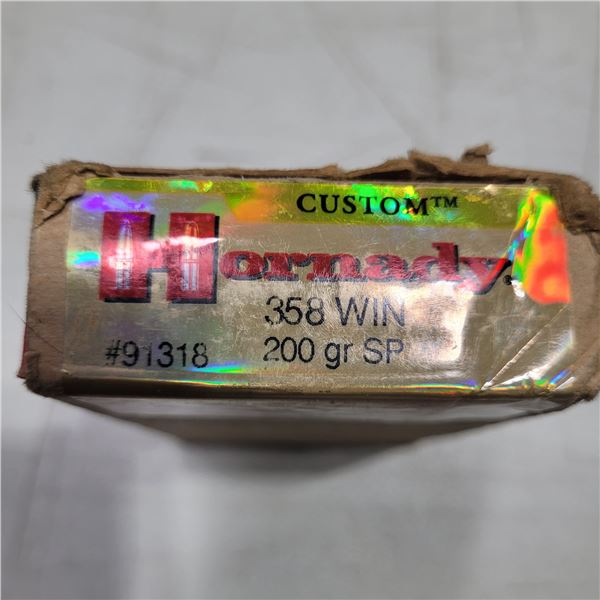 CUSTOM™
Hornady®
358 WIN
#91318 200 gr SP